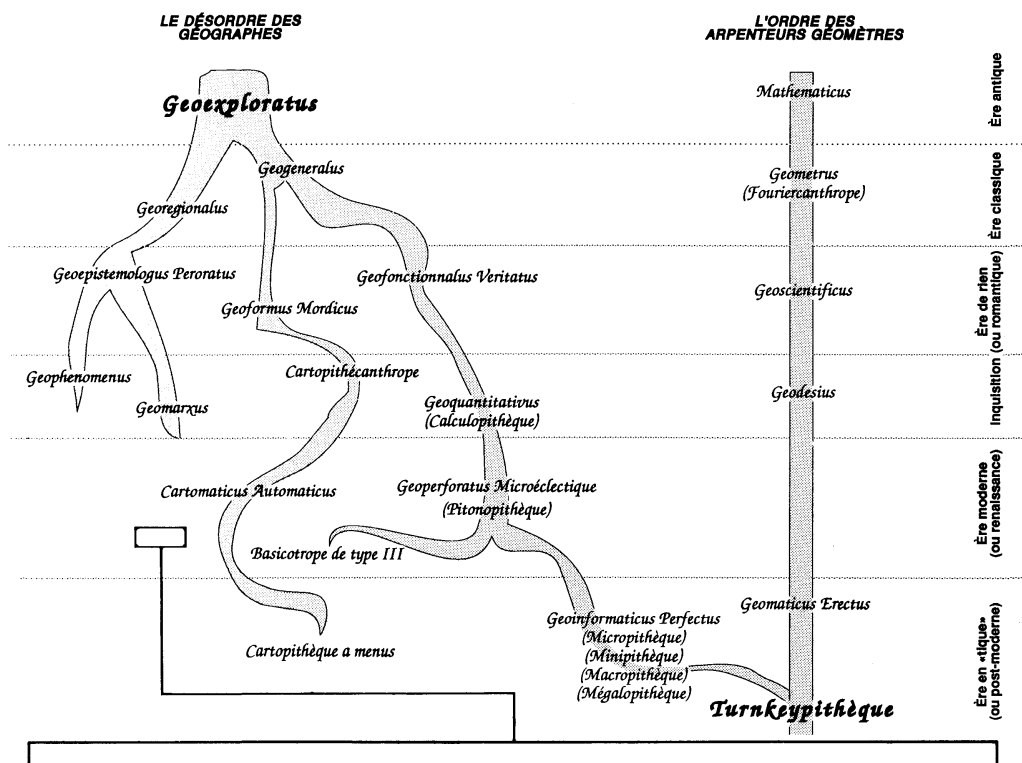 LE DÉSORDRE DES
GÉOGRAPHES
L'ORDRE DES
ARPENTEURS GÉOMÈTRES
Geoexploratus
Mathematicus
Ère antique
Geogeneralus
Georegionalus
Geometrus
(Fouriercanthrope)
Ère classique
Geoepistemologus Peroratus
Geofonctionnalus Veritatus
Geoformus Mordicus
Geoscientificus
Ère de rien
(ou romantique)
Cartopithécanthrope
Geophenomenus
Geomarxus
Geoquantitativus
(Calculopithèque)
Geodesius
Inquisition
Cartomaticus Automaticus
Geoperforatus Microéclectique
(Pitonopithèque)
Basicotrope de type III
Ère moderne
(ou renaissance)
Geomaticus Erectus
Geoinformaticus Perfectus
(Micropithèque)
(Minipithèque)
(Macropithèque)
(Mégalopithèque)
Cartopithèque a menus
Turnkeypithèque
Ère en «tique»
(ou post-moderne)